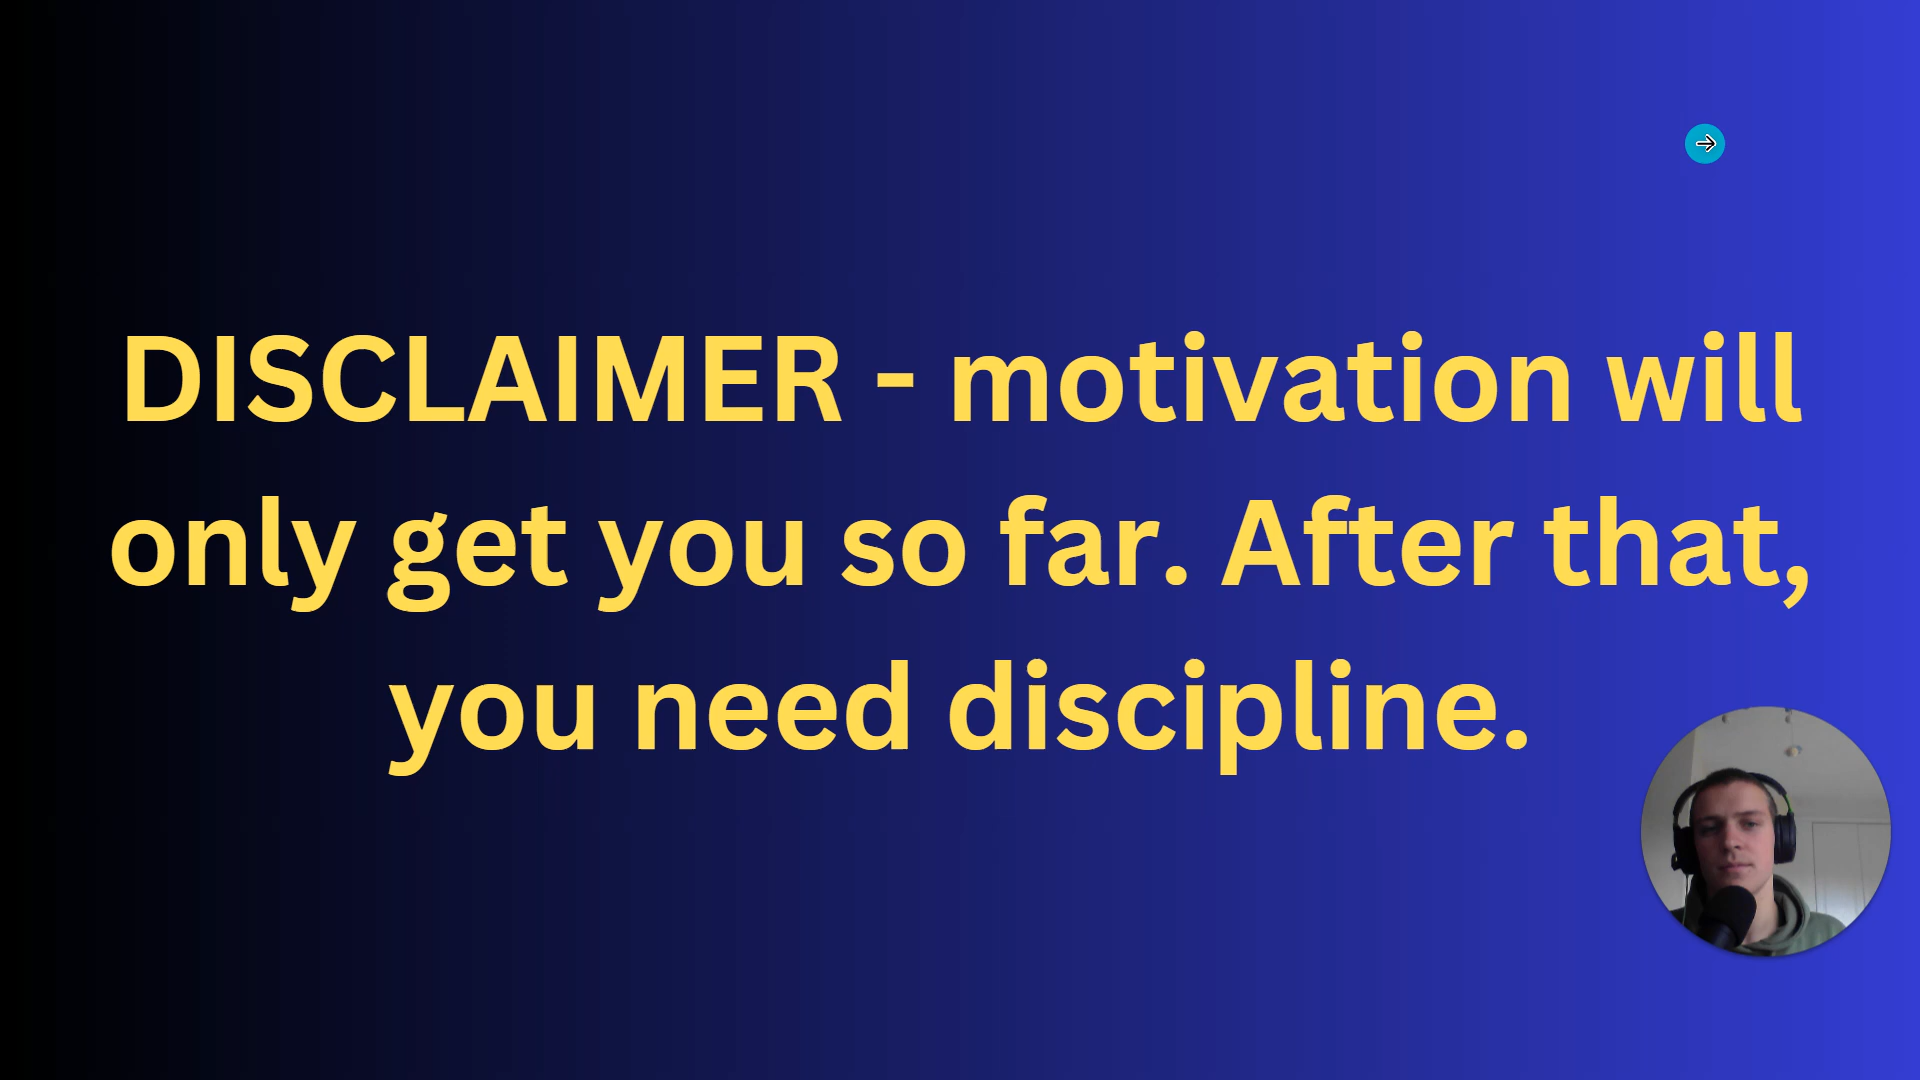 DISCLAIMER - motivation will
only get you so far. After that,
you need discipline.